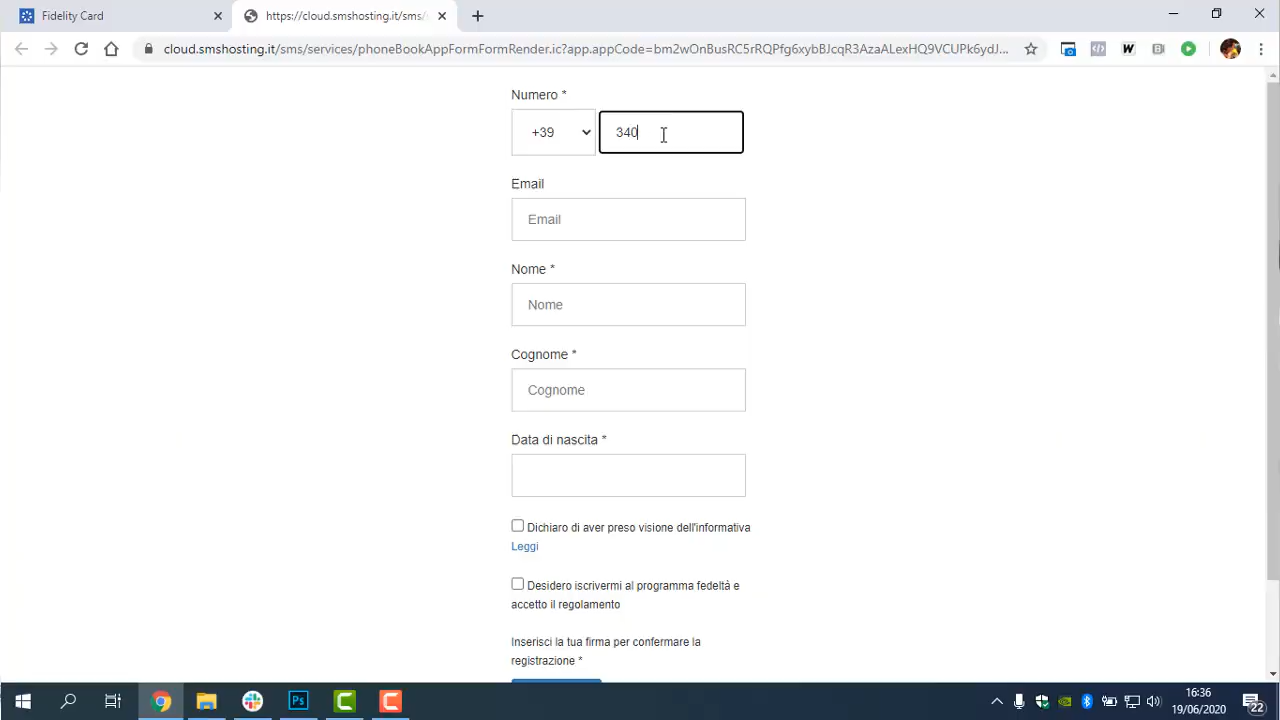 Fidelity Card
https://cloud.smshosting.it/sms/
cloud.smshosting.it/sms/services/phoneBookAppFormFormRender.ic?app.appCode=bm2wOnBusRC5rRQPfg6xybBJcqR3AzaALexHQ9VCUPk6ydJ...
Numero *
+39 340
Email
Email
Nome *
Nome
Cognome *
Cognome
Data di nascita *
Dichiaro di aver preso visione dell'informativa
Leggi
Desidero iscrivermi al programma fedeltà e
accetto il regolamento
Inserisci la tua firma per confermare la
registrazione *
Ps
16:36
19/06/2020
22